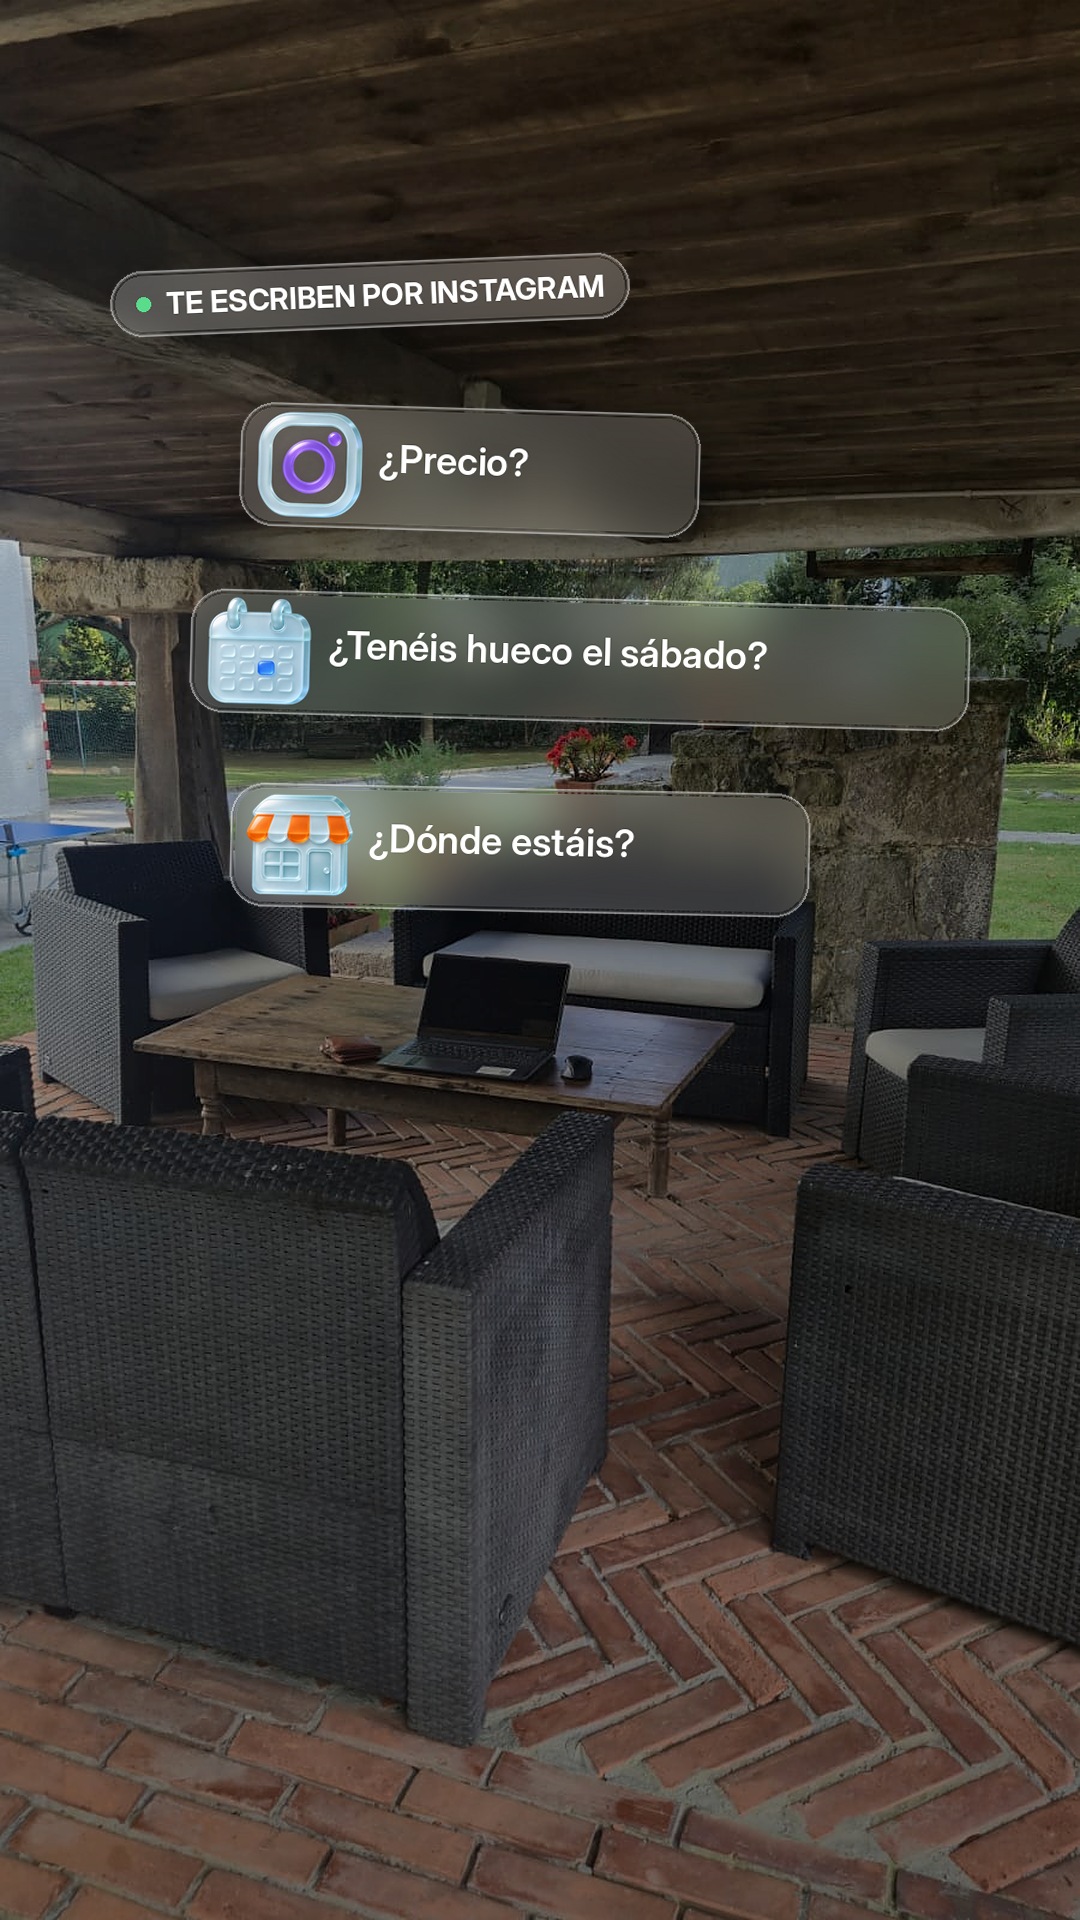 TE ESCRIBEN POR INSTAGRAM
¿Precio?
¿Tenéis hueco el sábado?
¿Dónde estáis?